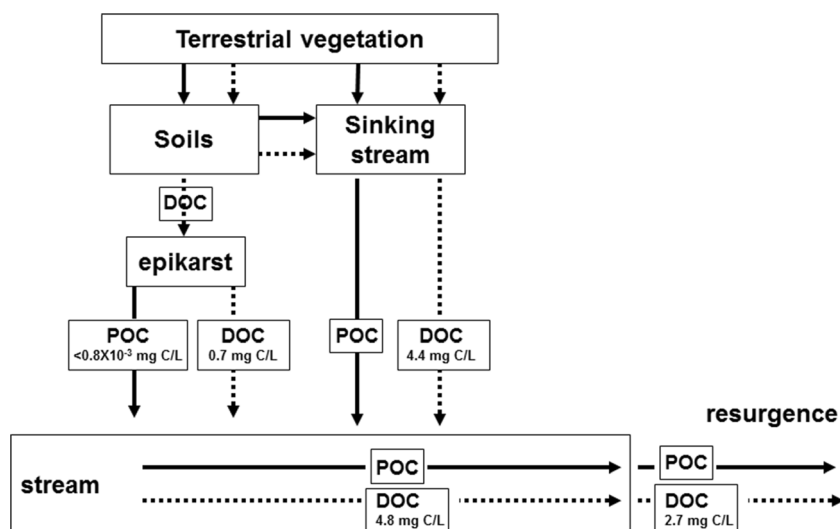 Terrestrial vegetation
Soils
Sinking
stream
DOC
epikarst
POC
<0.8X10⁻³ mg C/L
DOC
0.7 mg C/L
POC
DOC
4.4 mg C/L
resurgence
stream
POC
DOC
4.8 mg C/L
POC
DOC
2.7 mg C/L